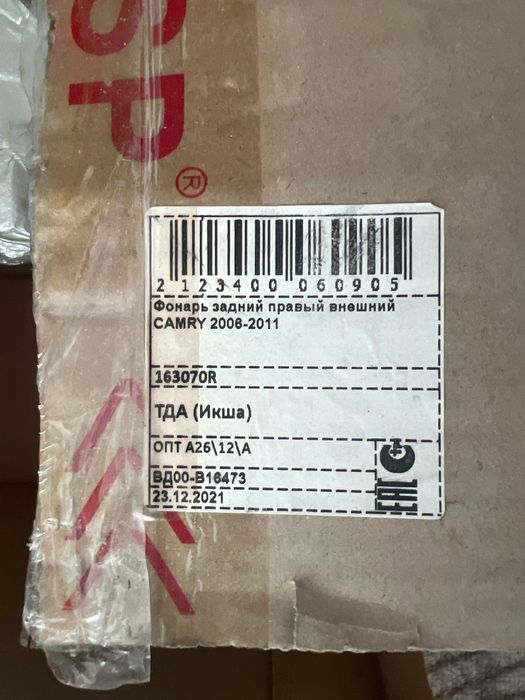 SP®
2123400060905
Фонарь задний правый внешний
CAMRY 2006-2011
163070R
ТДА (Икша)
ОПТ А26\12\А
ВД00-В16473
23.12.2021
EAC